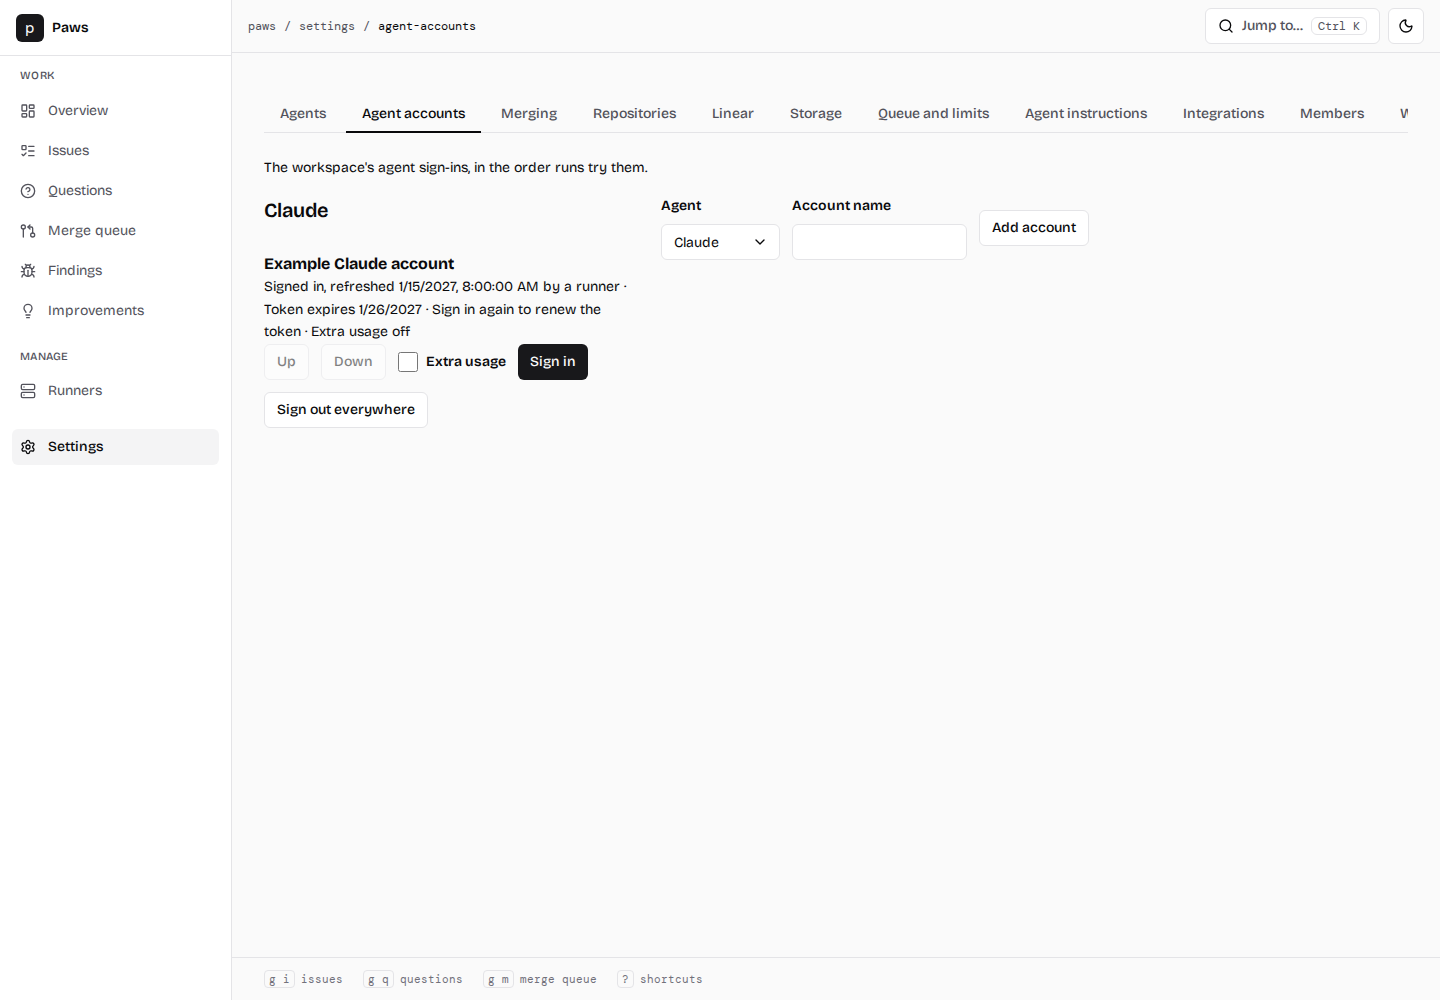 p Paws
WORK
Overview
Issues
Questions
Merge queue
Findings
Improvements
MANAGE
Runners
Settings
paws / settings / agent-accounts
Jump to... Ctrl K
Agents Agent accounts Merging Repositories Linear Storage Queue and limits Agent instructions Integrations Members
The workspace's agent sign-ins, in the order runs try them.
Claude
Example Claude account
Signed in, refreshed 1/15/2027, 8:00:00 AM by a runner ·
Token expires 1/26/2027 · Sign in again to renew the
token · Extra usage off
Up Down Extra usage Sign in
Sign out everywhere
Agent Account name
Claude Add account
g i issues g q questions g m merge queue ? shortcuts